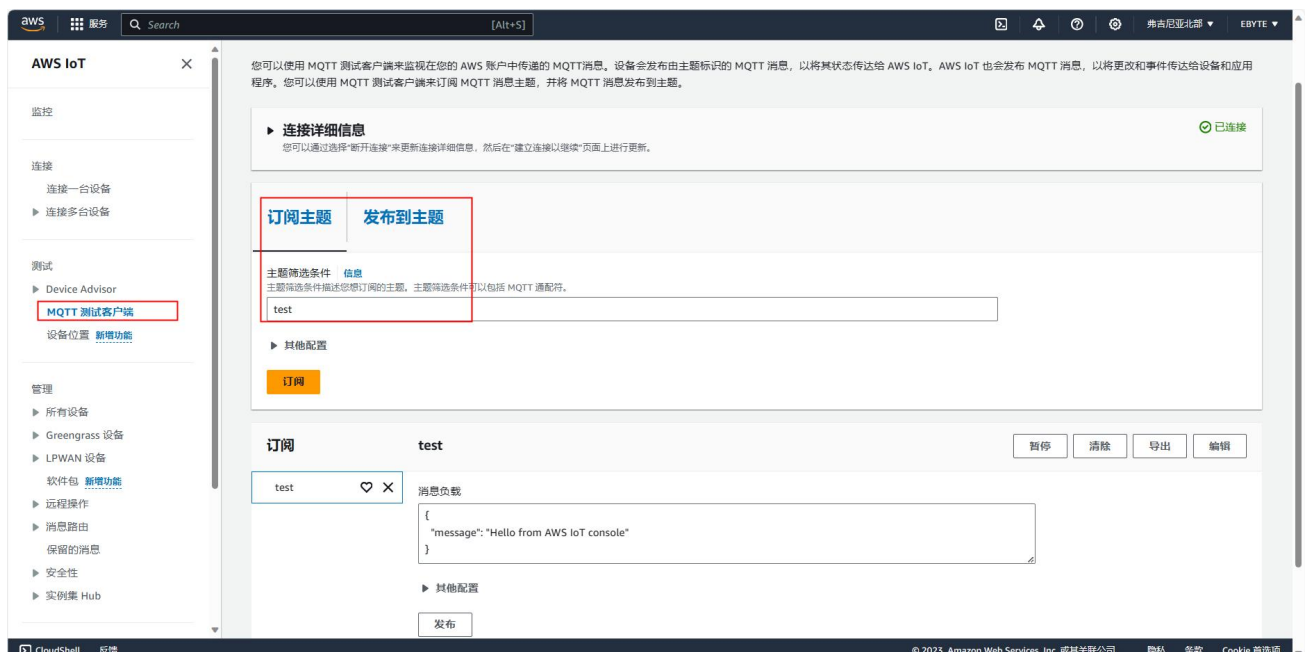 aws
服务
Search
[Alt+S]
弗吉尼亚北部
EBYTE
AWS IoT
监控
连接
连接一台设备
连接多台设备
测试
Device Advisor
MQTT 测试客户端
设备位置 新增功能
管理
所有设备
Greengrass 设备
LPWAN 设备
软件包 新增功能
远程操作
消息路由
保留的消息
安全性
实例集 Hub
您可以使用 MQTT 测试客户端来监视在您的 AWS 账户中传递的 MQTT消息。设备会发布由主题标识的 MQTT 消息，以将其状态传达给 AWS IoT。AWS IoT 也会发布 MQTT 消息，以将更改和事件传达给设备和应用
程序。您可以使用 MQTT 测试客户端来订阅 MQTT 消息主题，并将 MQTT 消息发布到主题。
连接详细信息
已连接
您可以通过选择“断开连接”来更新连接详细信息，然后在“建立连接以继续”页面上进行更新。
订阅主题
发布到主题
主题筛选条件 信息
主题筛选条件描述您想订阅的主题。主题筛选条件可以包括 MQTT 通配符。
test
其他配置
订阅
订阅
test
暂停
清除
导出
编辑
test
消息负载
{
"message": "Hello from AWS IoT console"
}
其他配置
发布
CloudShell
反馈
© 2023, Amazon Web Services, Inc. 或其关联公司
隐私
条款
Cookie 首选项